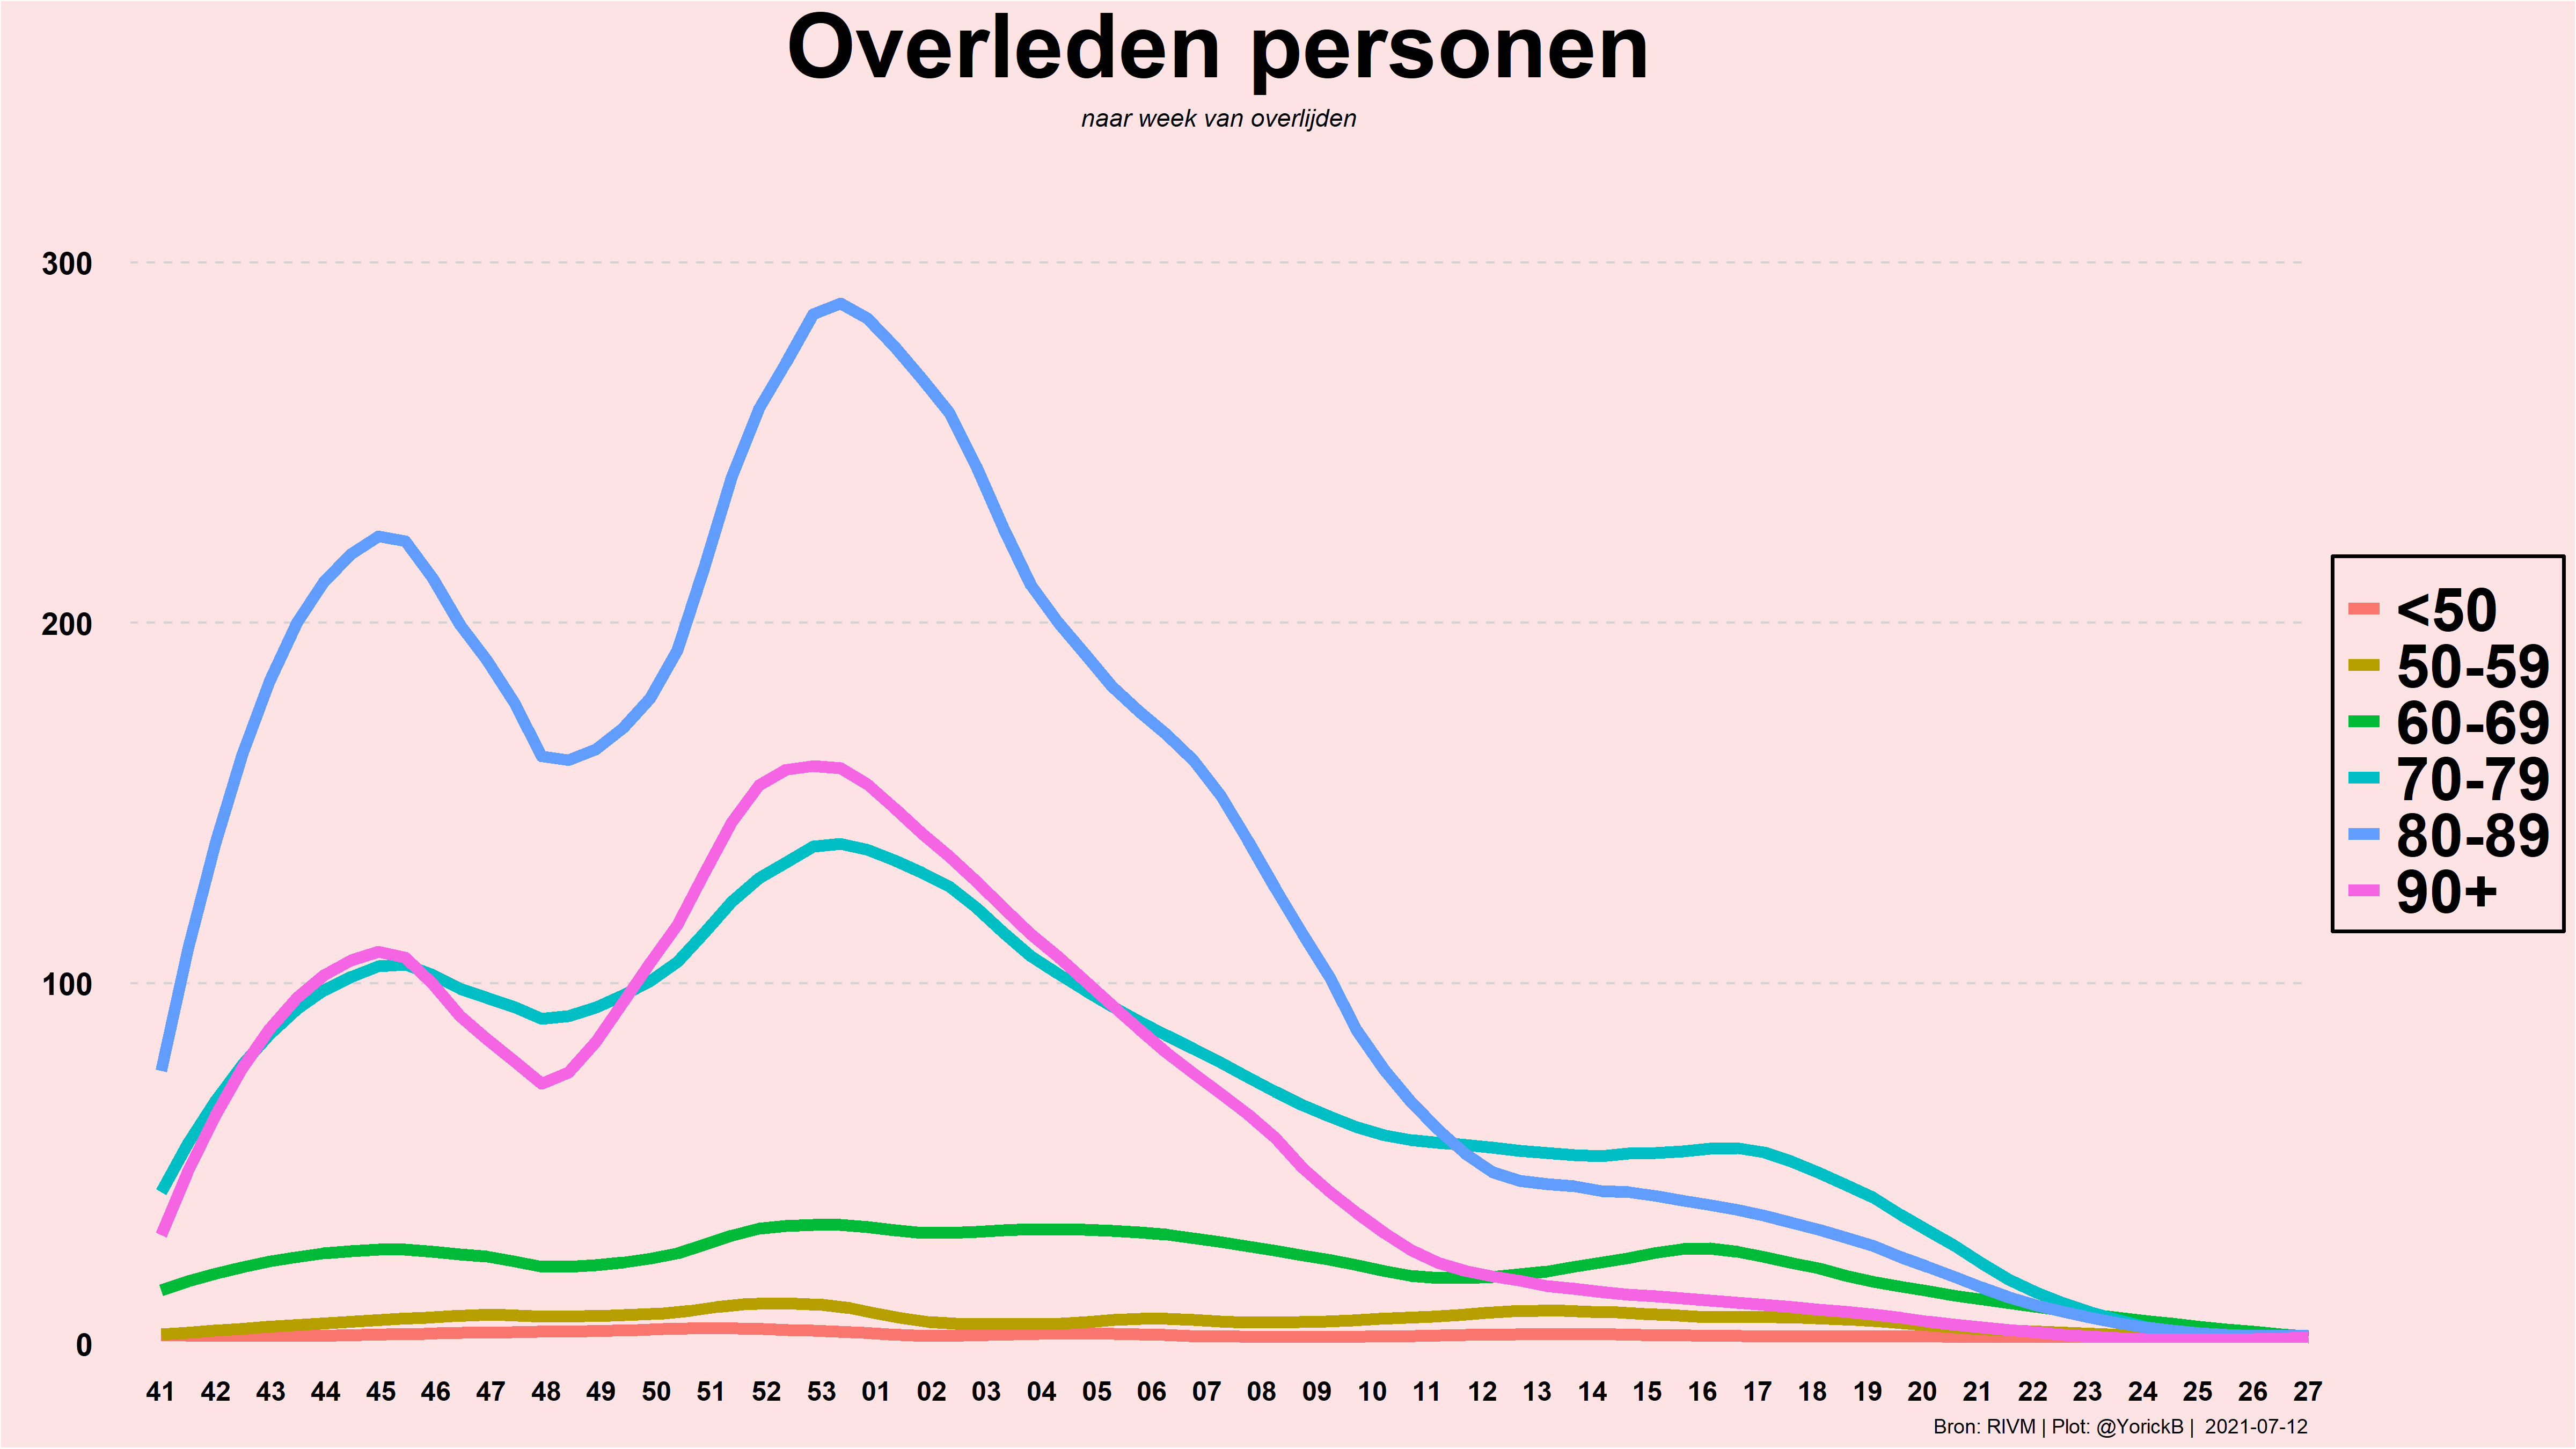 Overleden personen
naar week van overlijden
300
200
100
0
<50
50-59
60-69
70-79
80-89
90+
41 42 43 44 45 46 47 48 49 50 51 52 53 01 02 03 04 05 06 07 08 09 10 11 12 13 14 15 16 17 18 19 20 21 22 23 24 25 26 27
Bron: RIVM | Plot: @YorickB | 2021-07-12